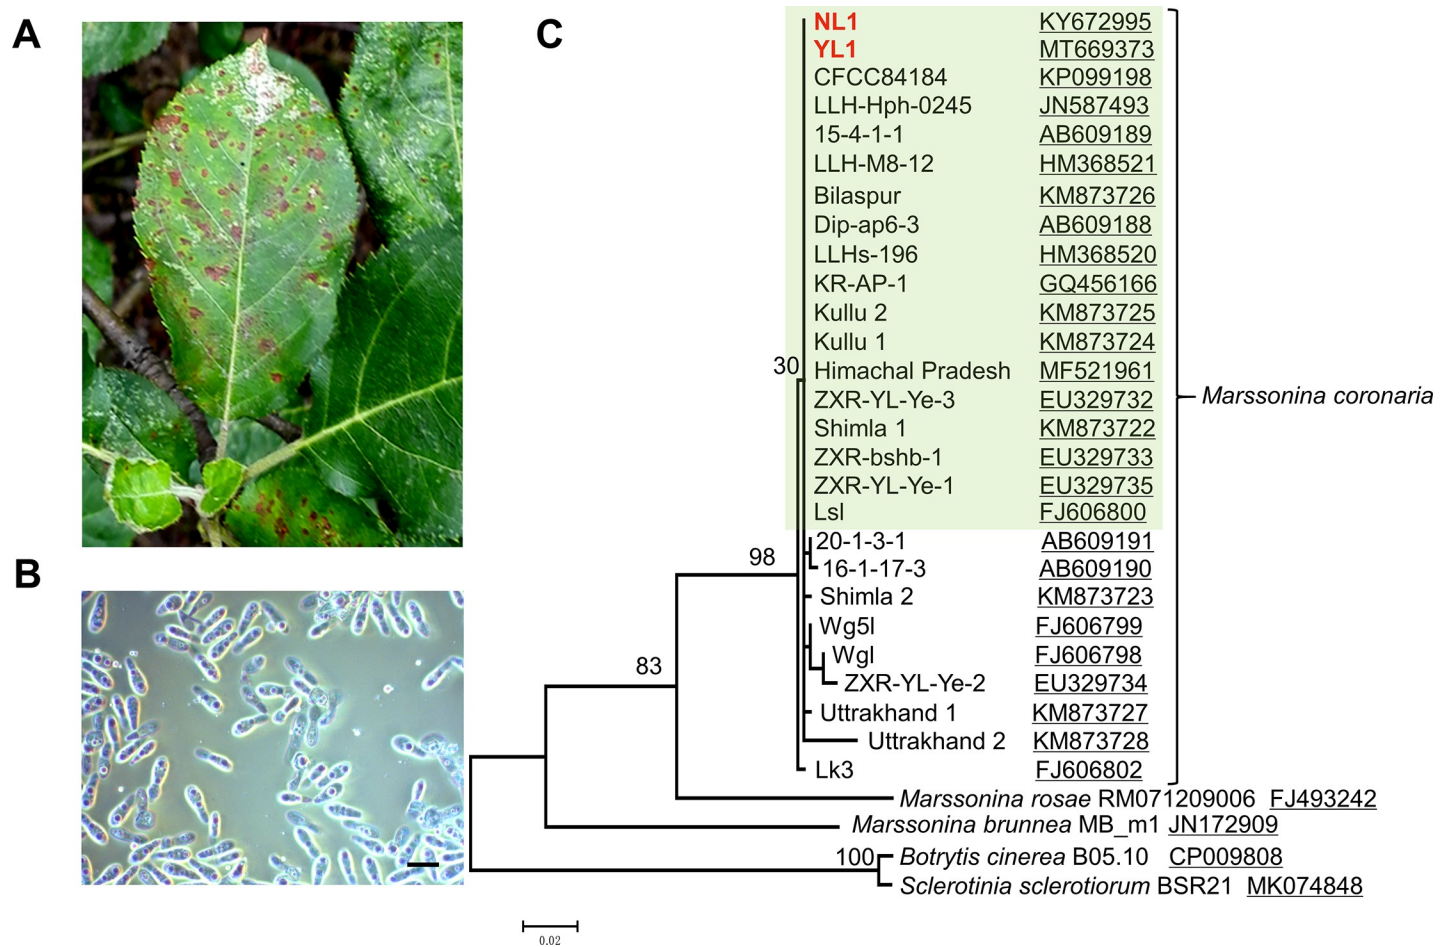 A
C
NL1 KY672995
YL1 MT669373
CFCC84184 KP099198
LLH-Hph-0245 JN587493
15-4-1-1 AB609189
LLH-M8-12 HM368521
Bilaspur KM873726
Dip-ap6-3 AB609188
LLHs-196 HM368520
KR-AP-1 GQ456166
Kullu 2 KM873725
Kullu 1 KM873724
30
Himachal Pradesh MF521961
Marssonina coronaria
ZXR-YL-Ye-3 EU329732
Shimla 1 KM873722
ZXR-bshb-1 EU329733
ZXR-YL-Ye-1 EU329735
Lsl FJ606800
20-1-3-1 AB609191
98
16-1-17-3 AB609190
B
Shimla 2 KM873723
Wg5l FJ606799
Wgl FJ606798
83
ZXR-YL-Ye-2 EU329734
Uttrakhand 1 KM873727
Uttrakhand 2 KM873728
Lk3 FJ606802
Marssonina rosae RM071209006 FJ493242
Marssonina brunnea MB_m1 JN172909
100
Botrytis cinerea B05.10 CP009808
Sclerotinia sclerotiorum BSR21 MK074848
0.02